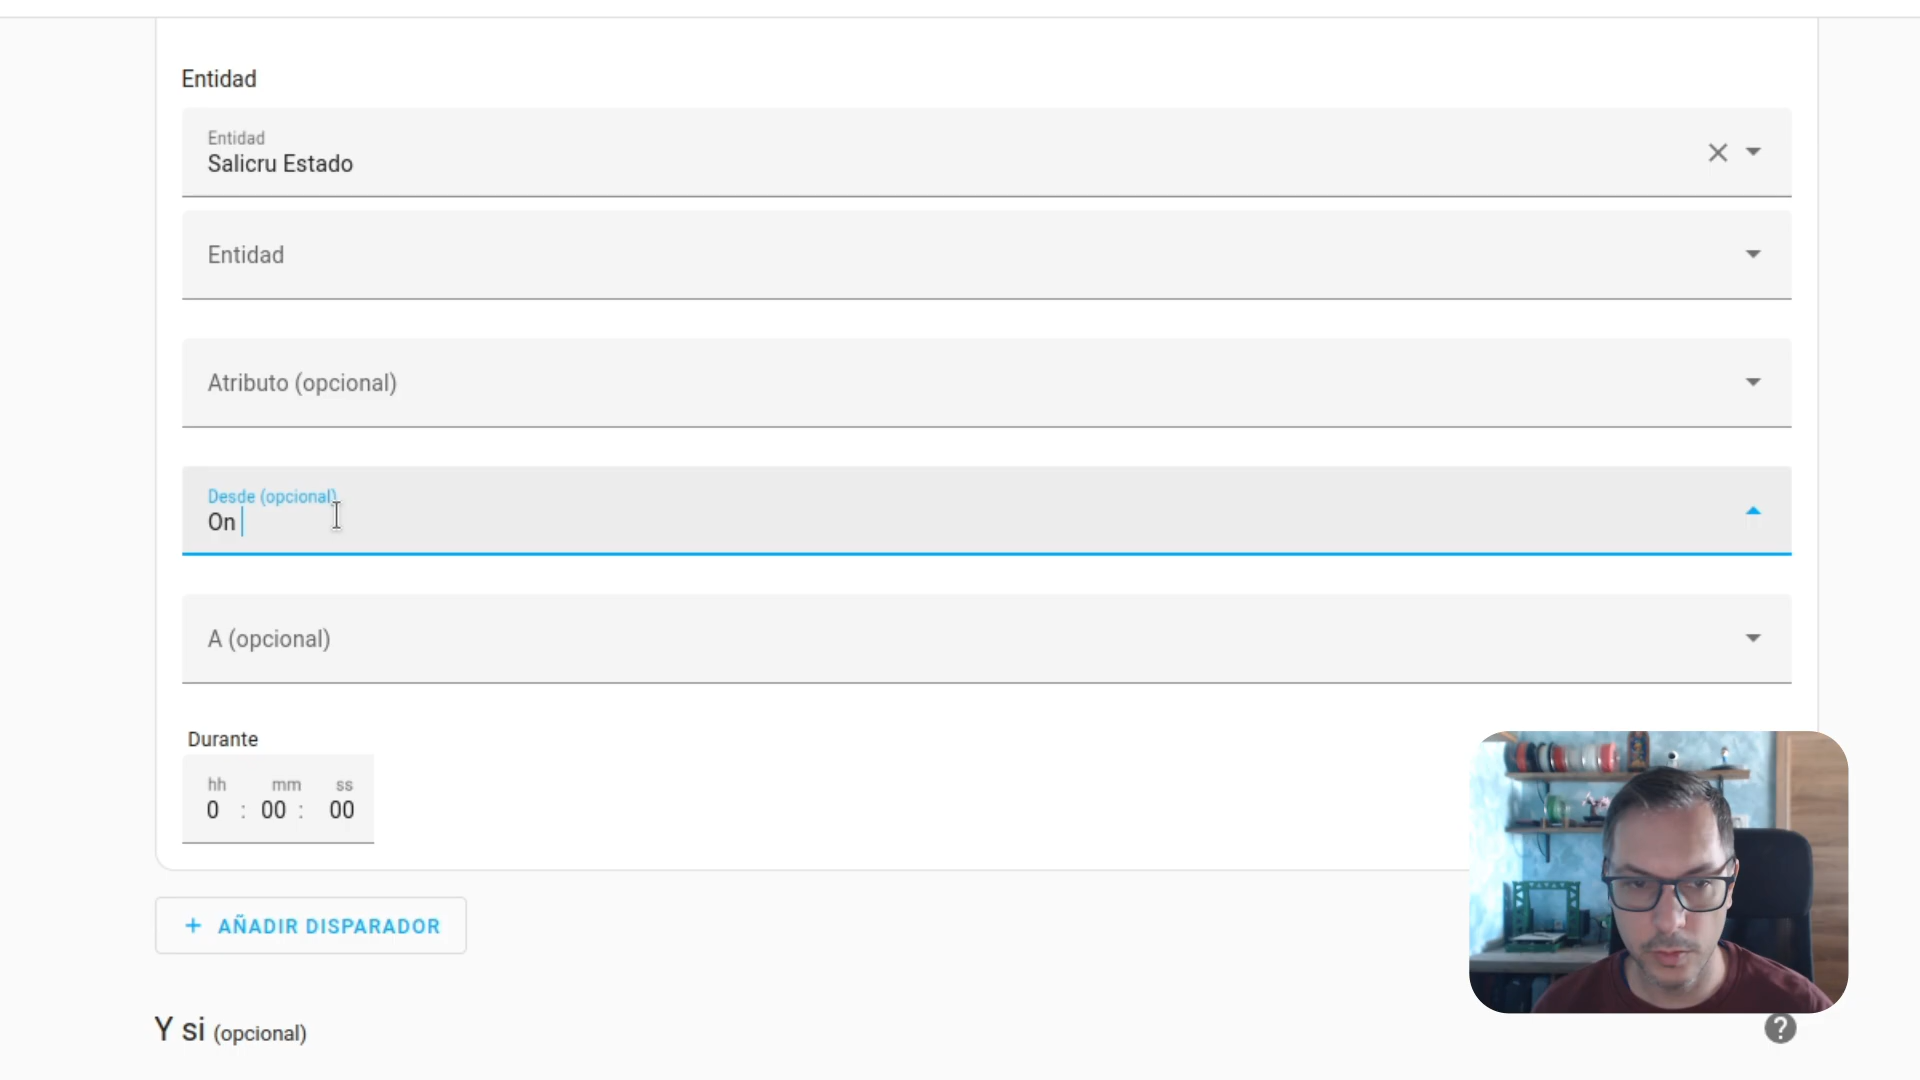 Entidad
Entidad
Salicru Estado
Entidad
Atributo (opcional)
Desde (opcional)
On
A (opcional)
Durante
hh mm ss
0 : 00 : 00
+ AÑADIR DISPARADOR
Y si (opcional)
?